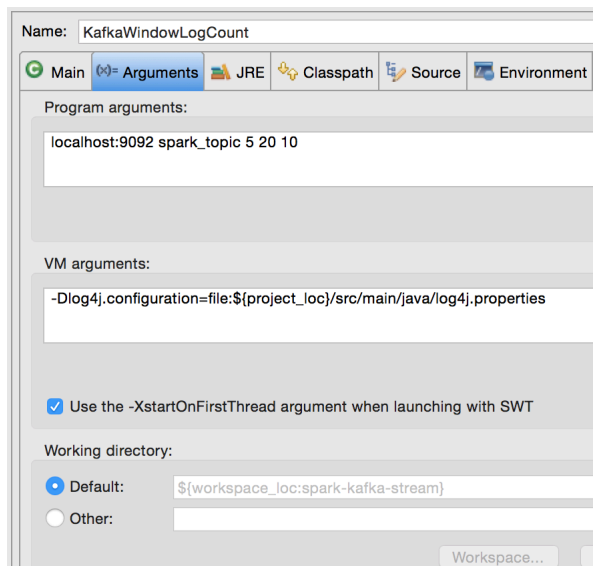 Name: KafkaWindowLogCount
Main (x)= Arguments JRE Classpath Source Environment
Program arguments:
localhost:9092 spark_topic 5 20 10
VM arguments:
-Dlog4j.configuration=file:${project_loc}/src/main/java/log4j.properties
Use the -XstartOnFirstThread argument when launching with SWT
Working directory:
Default: ${workspace_loc:spark-kafka-stream}
Other:
Workspace...